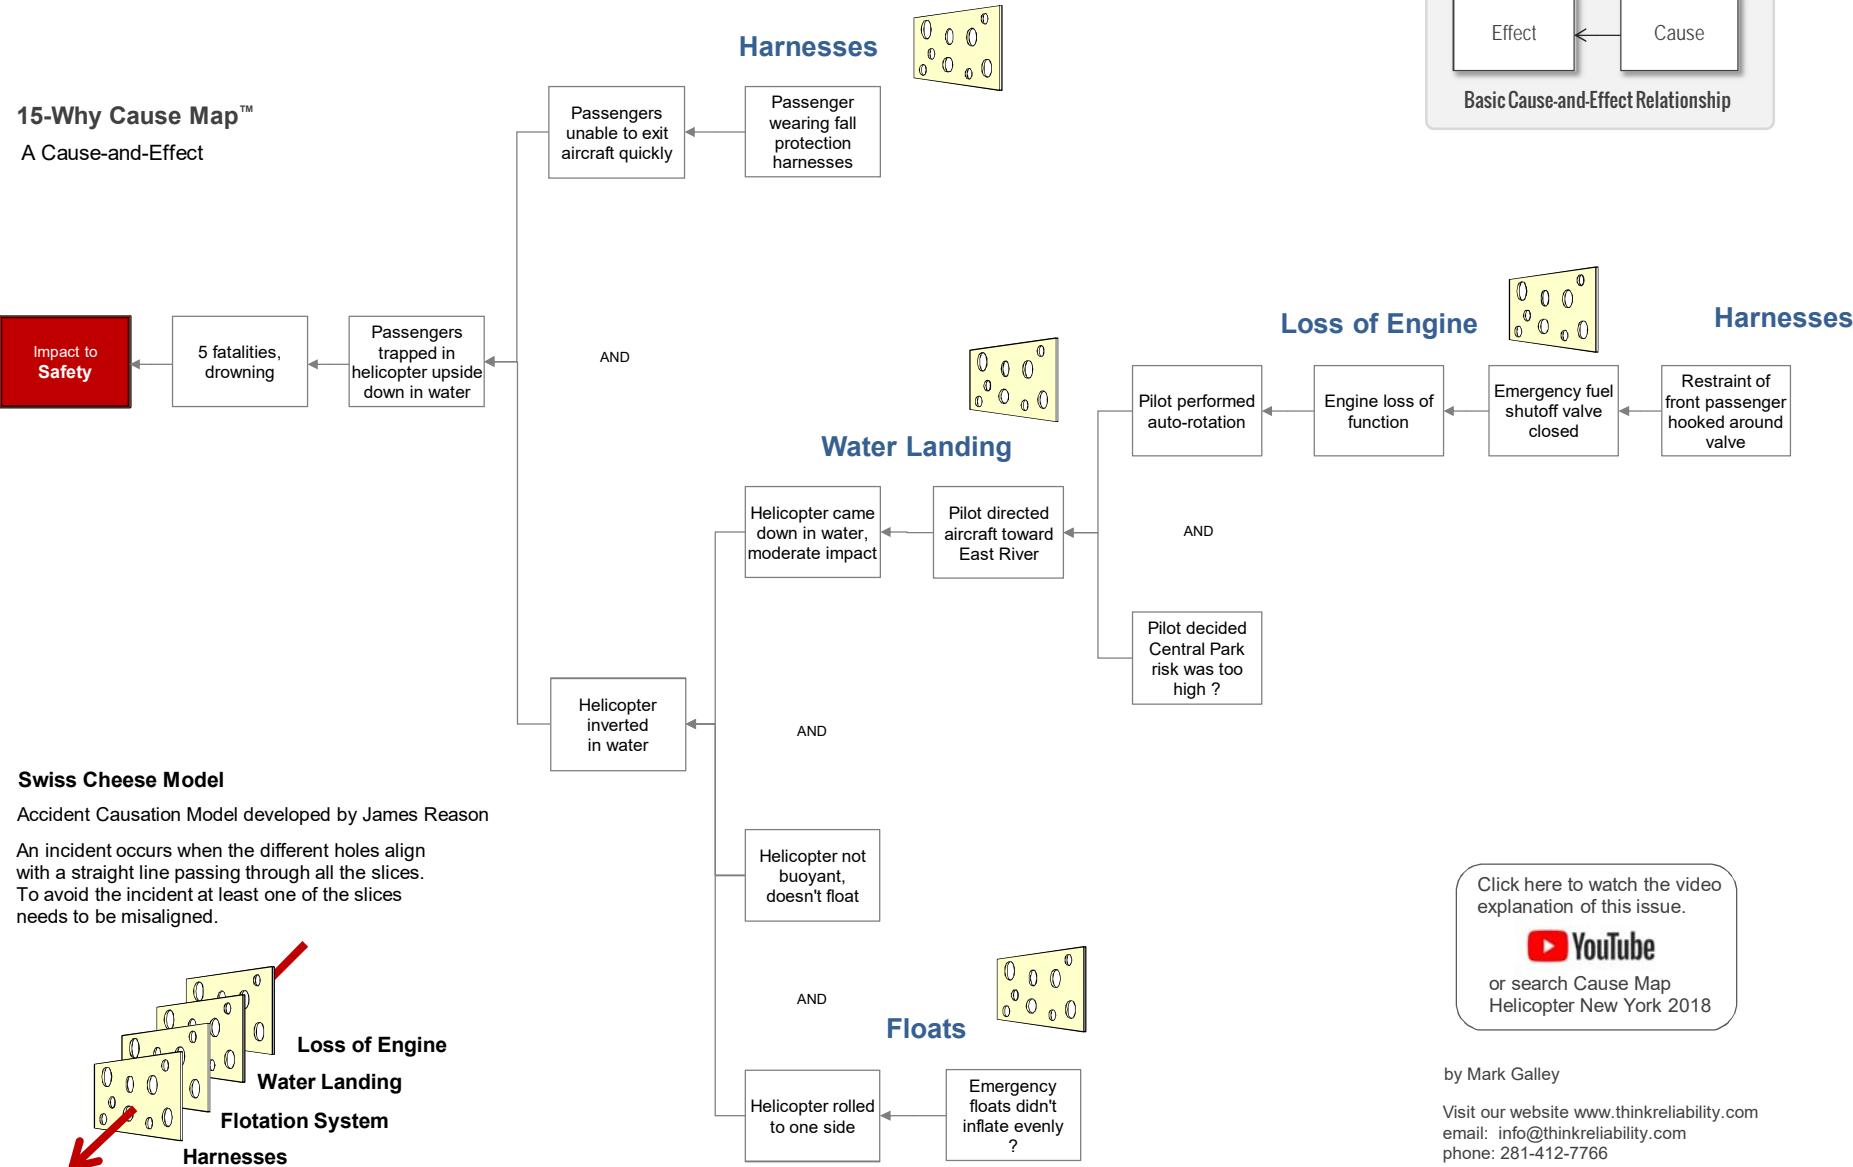 Harnesses
Effect
Cause
Basic Cause-and-Effect Relationship
15-Why Cause Map™
A Cause-and-Effect
Passengers
unable to exit
aircraft quickly
Passenger
wearing fall
protection
harnesses
Loss of Engine
Harnesses
Impact to
Safety
5 fatalities,
drowning
Passengers
trapped in
helicopter upside
down in water
AND
Water Landing
Pilot performed
auto-rotation
Engine loss of
function
Emergency fuel
shutoff valve
closed
Restraint of
front passenger
hooked around
valve
Helicopter came
down in water,
moderate impact
Pilot directed
aircraft toward
East River
AND
Pilot decided
Central Park
risk was too
high ?
Helicopter
inverted
in water
AND
Helicopter not
buoyant,
doesn't float
AND
Floats
Helicopter rolled
to one side
Emergency
floats didn't
inflate evenly
?
Swiss Cheese Model
Accident Causation Model developed by James Reason
An incident occurs when the different holes align
with a straight line passing through all the slices.
To avoid the incident at least one of the slices
needs to be misaligned.
Loss of Engine
Water Landing
Flotation System
Harnesses
Click here to watch the video
explanation of this issue.
YouTube
or search Cause Map
Helicopter New York 2018
by Mark Galley
Visit our website www.thinkreliability.com
email: info@thinkreliability.com
phone: 281-412-7766